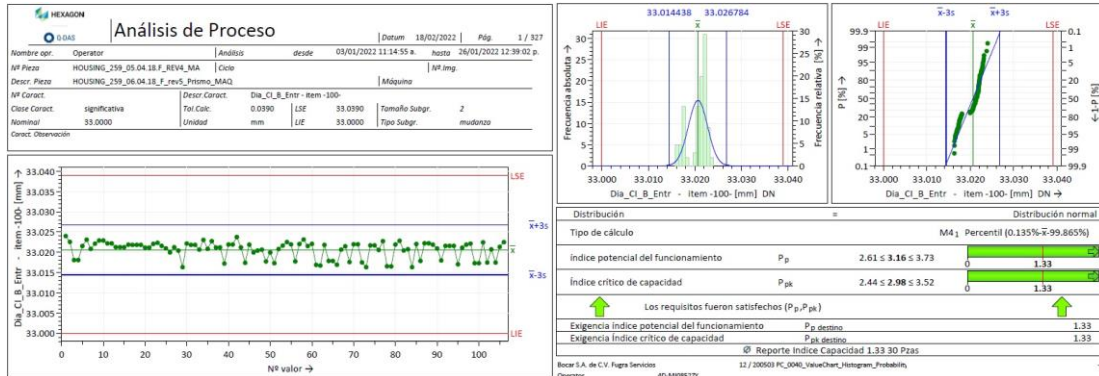 HEXAGON
Q-DAS
Análisis de Proceso
Datum 18/02/2022 Pág. 1 / 327
Nombre opr. Operator Análisis desde 03/01/2022 11:14:55 a. hasta 26/01/2022 12:39:02 p.
Nº Pieza HOUSING_259_05.04.18.F_REV4_MA Ciclo Nº.Img.
Descr. Pieza HOUSING_259_06.04.18_F_rev5_Prismo_MAQ Máquina
Nº Caract. Descr.Caract. Dia_CI_B_Entr - item -100-
Clase Caract. significativa Tol.Calc. 0.0390 LSE 33.0390 Tamaño Subgr. 2
Nominal 33.0000 Unidad mm LIE 33.0000 Tipo Subgr. mudanza
Caract. Observación
Dia_CI_B_Entr - item -100- [mm] →
33.040
33.035
33.030
33.025
33.020
33.015
33.010
33.005
33.000
LSE
x̄+3s
x̄
x̄-3s
LIE
0 10 20 30 40 50 60 70 80 90 100
Nº valor →
33.014438 33.026784
LIE x̄ LSE
Frecuencia absoluta →
30
25
20
15
10
5
0
Frecuencia relativa [%] →
30
25
20
15
10
5
0
33.000 33.010 33.020 33.030 33.040
Dia_CI_B_Entr - item -100- [mm] DN
LIE x̄-3s x̄+3s LSE
P [%] →
99.9
99
95
80
50
20
5
1
0.1
←1-P [%]
0.1
1
5
20
50
80
95
99
99.9
33.000 33.010 33.020 33.030 33.040
Dia_CI_B_Entr - item -100- [mm] DN
Distribución = Distribución normal
Tipo de cálculo M4₁ Percentil (0.135%-x̄-99.865%)
índice potencial del funcionamiento Pp 2.61 ≤ 3.16 ≤ 3.73 0 1.33
Índice crítico de capacidad Ppk 2.44 ≤ 2.98 ≤ 3.52 0 1.33
Los requisitos fueron satisfechos (Pp,Ppk)
Exigencia índice potencial del funcionamiento Pp destino 1.33
Exigencia Índice crítico de capacidad Ppk destino 1.33
Reporte Indice Capacidad 1.33 30 Pzas
Bocar S.A. de C.V. Fugra Servicios 12 / 200503 PC_0040_ValueChart_Histogram_Probabilit